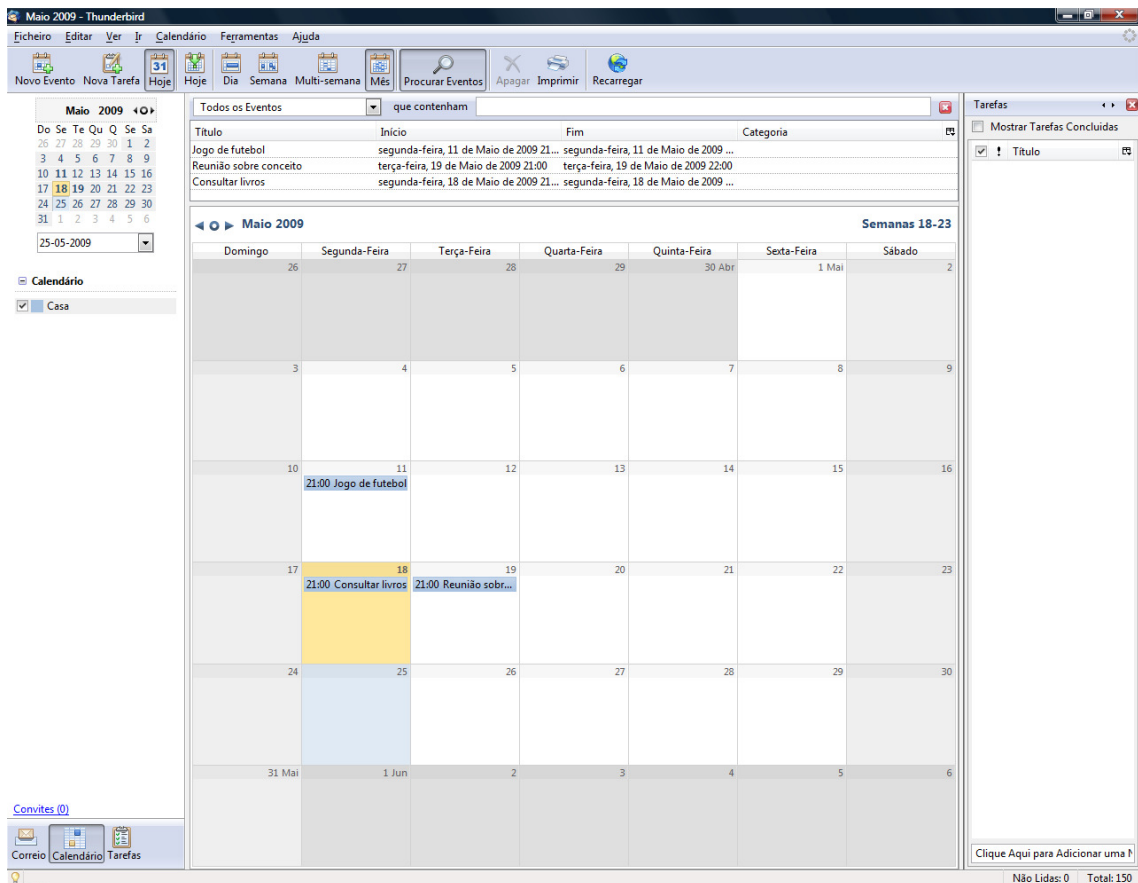 Maio 2009 - Thunderbird
Ficheiro Editar Ver Ir Calendário Ferramentas Ajuda
Novo Evento Nova Tarefa 31 Hoje Hoje Dia Semana Multi-semana Mês Procurar Eventos Apagar Imprimir Recarregar
Maio 2009
Do Se Te Qu Q Se Sa
26 27 28 29 30 1 2
3 4 5 6 7 8 9
10 11 12 13 14 15 16
17 18 19 20 21 22 23
24 25 26 27 28 29 30
31 1 2 3 4 5 6
25-05-2009
Calendário
Casa
Convites (0)
Correio Calendário Tarefas
Todos os Eventos que contenham
Título Início Fim Categoria
Jogo de futebol segunda-feira, 11 de Maio de 2009 21... segunda-feira, 11 de Maio de 2009 ...
Reunião sobre conceito terça-feira, 19 de Maio de 2009 21:00 terça-feira, 19 de Maio de 2009 22:00
Consultar livros segunda-feira, 18 de Maio de 2009 21... segunda-feira, 18 de Maio de 2009 ...
Maio 2009 Semanas 18-23
Domingo Segunda-Feira Terça-Feira Quarta-Feira Quinta-Feira Sexta-Feira Sábado
26 27 28 29 30 Abr 1 Mai 2
3 4 5 6 7 8 9
10 11 12 13 14 15 16
21:00 Jogo de futebol
17 18 19 20 21 22 23
21:00 Consultar livros 21:00 Reunião sobr...
24 25 26 27 28 29 30
31 Mai 1 Jun 2 3 4 5 6
Tarefas
Mostrar Tarefas Concluidas
! Título
Clique Aqui para Adicionar uma
Não Lidas: 0 Total: 150